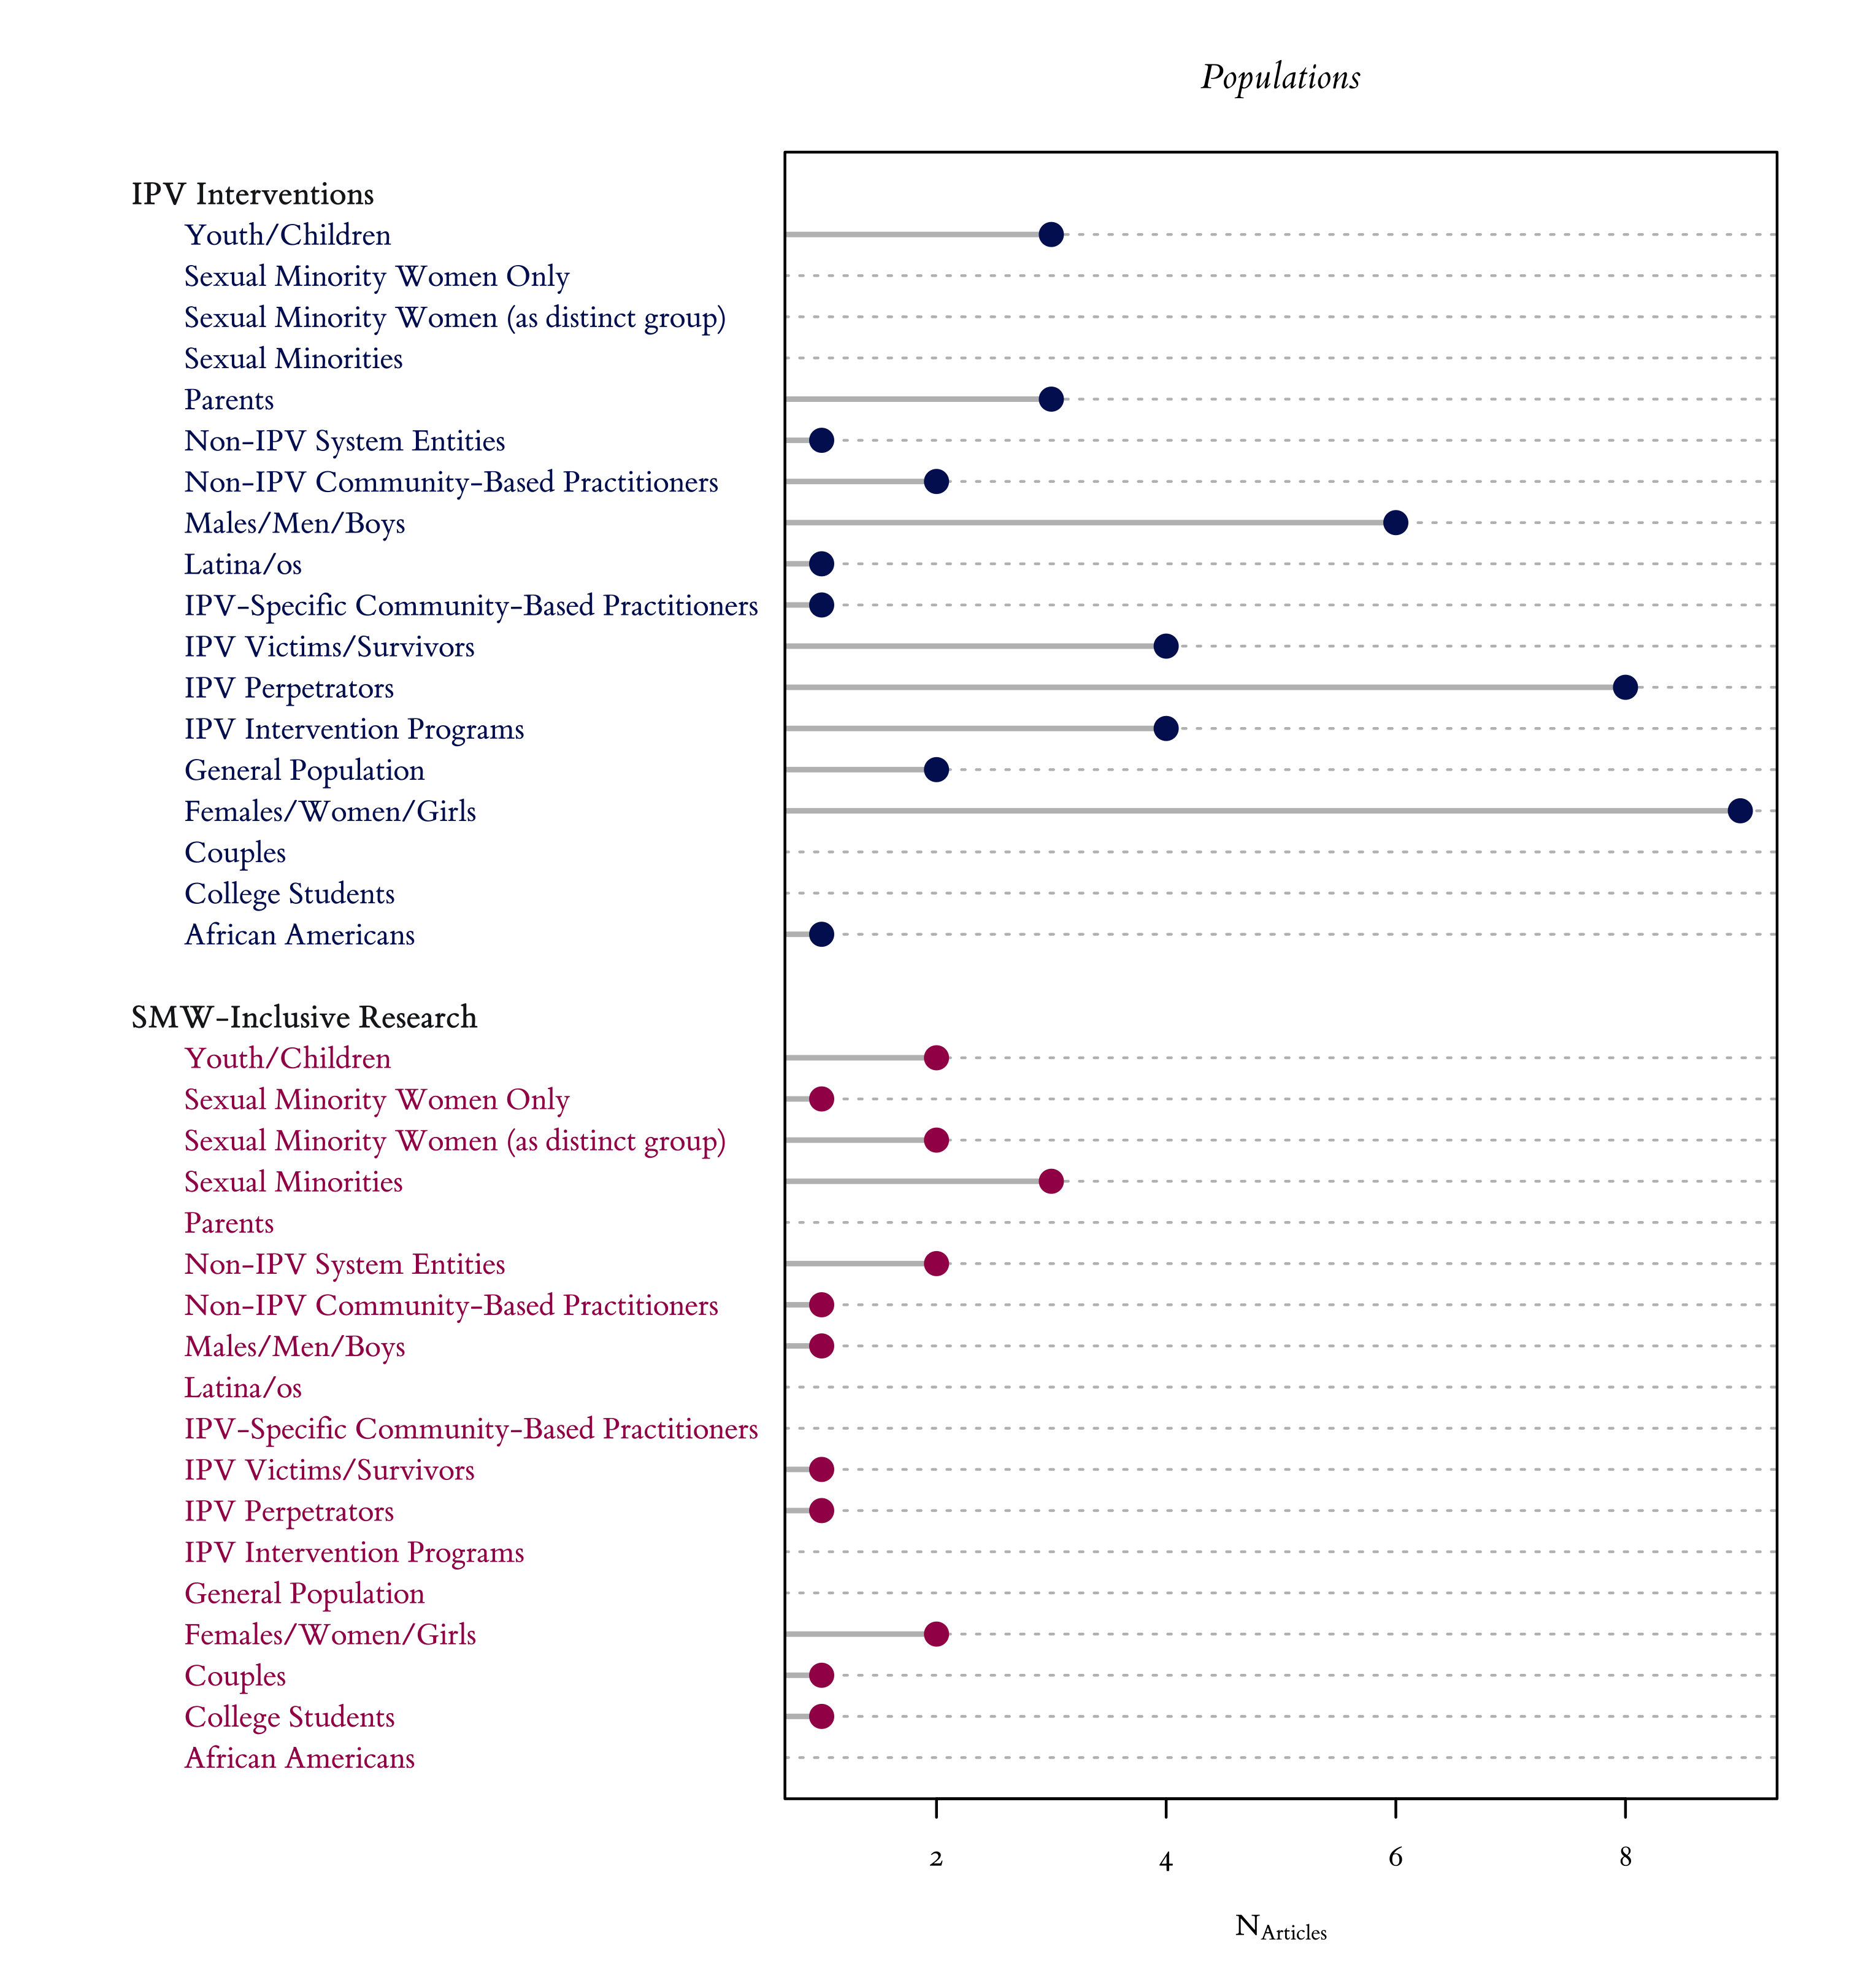 Populations
IPV Interventions
Youth/Children
Sexual Minority Women Only
Sexual Minority Women (as distinct group)
Sexual Minorities
Parents
Non-IPV System Entities
Non-IPV Community-Based Practitioners
Males/Men/Boys
Latina/os
IPV-Specific Community-Based Practitioners
IPV Victims/Survivors
IPV Perpetrators
IPV Intervention Programs
General Population
Females/Women/Girls
Couples
College Students
African Americans
SMW-Inclusive Research
Youth/Children
Sexual Minority Women Only
Sexual Minority Women (as distinct group)
Sexual Minorities
Parents
Non-IPV System Entities
Non-IPV Community-Based Practitioners
Males/Men/Boys
Latina/os
IPV-Specific Community-Based Practitioners
IPV Victims/Survivors
IPV Perpetrators
IPV Intervention Programs
General Population
Females/Women/Girls
Couples
College Students
African Americans
2 4 6 8
NArticles